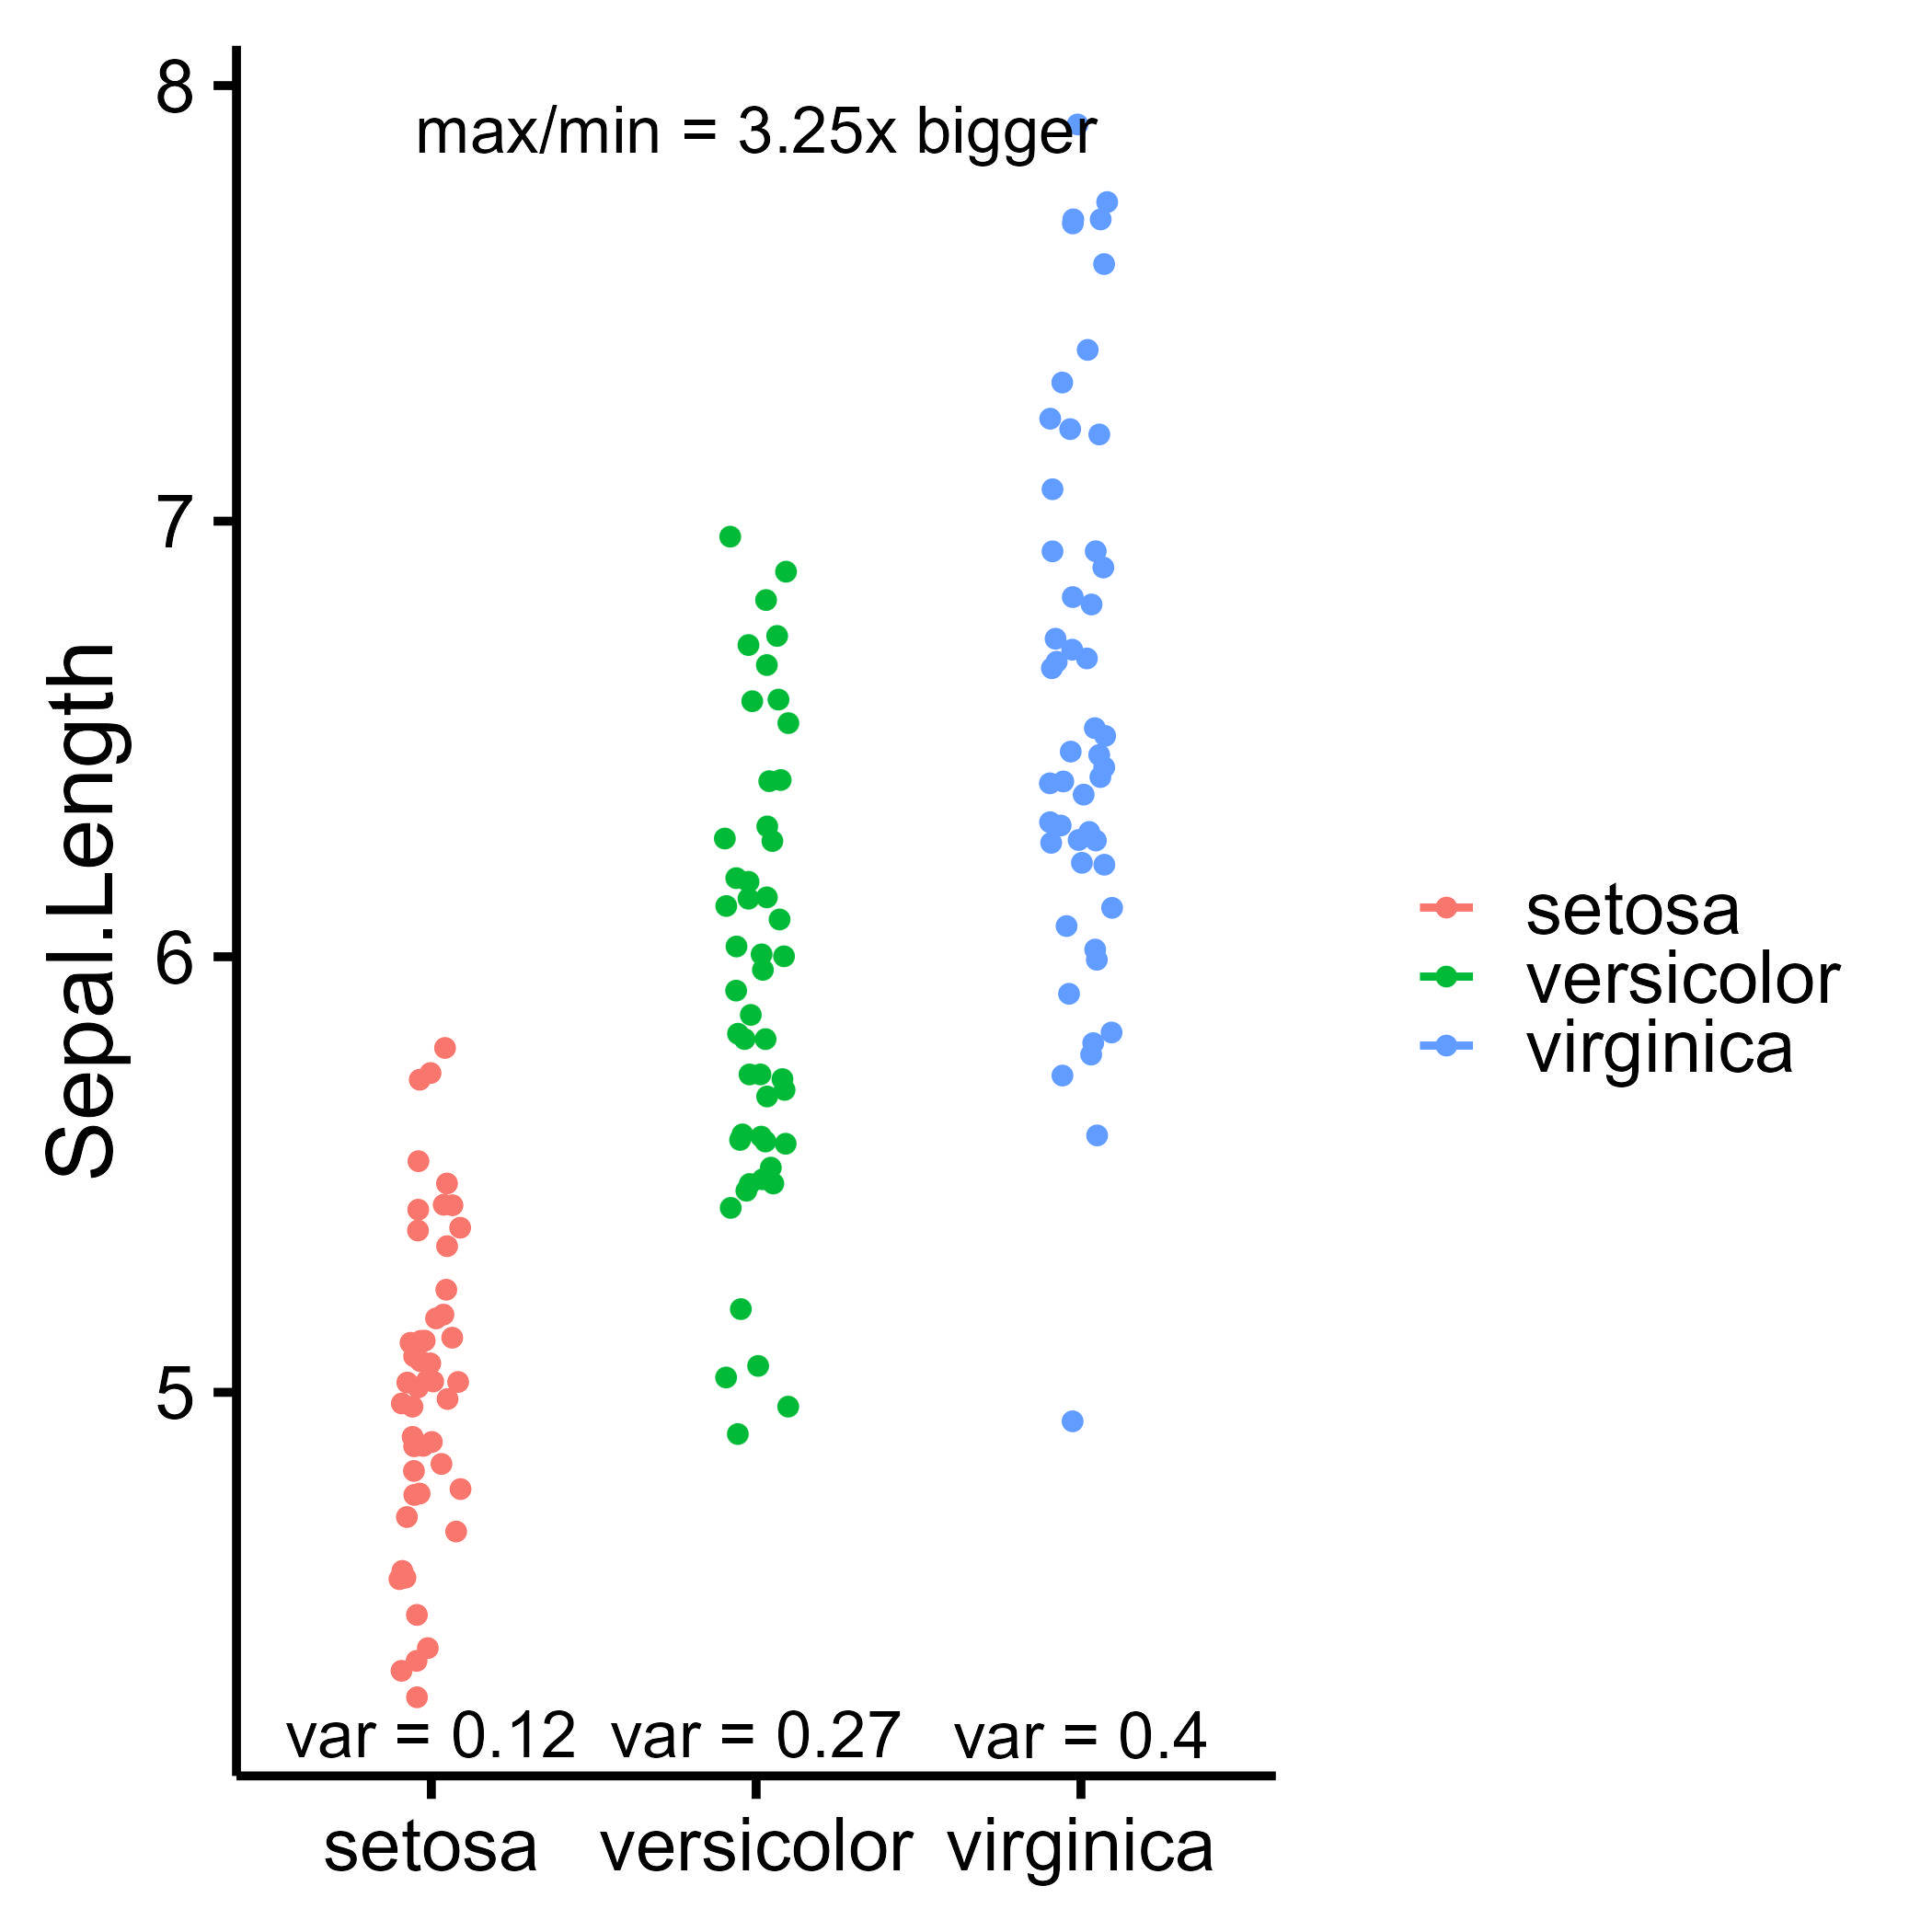 8
max/min = 3.25x bigger
7
6
5
Sepal.Length
var = 0.12 var = 0.27 var = 0.4
setosa versicolor virginica
setosa
versicolor
virginica